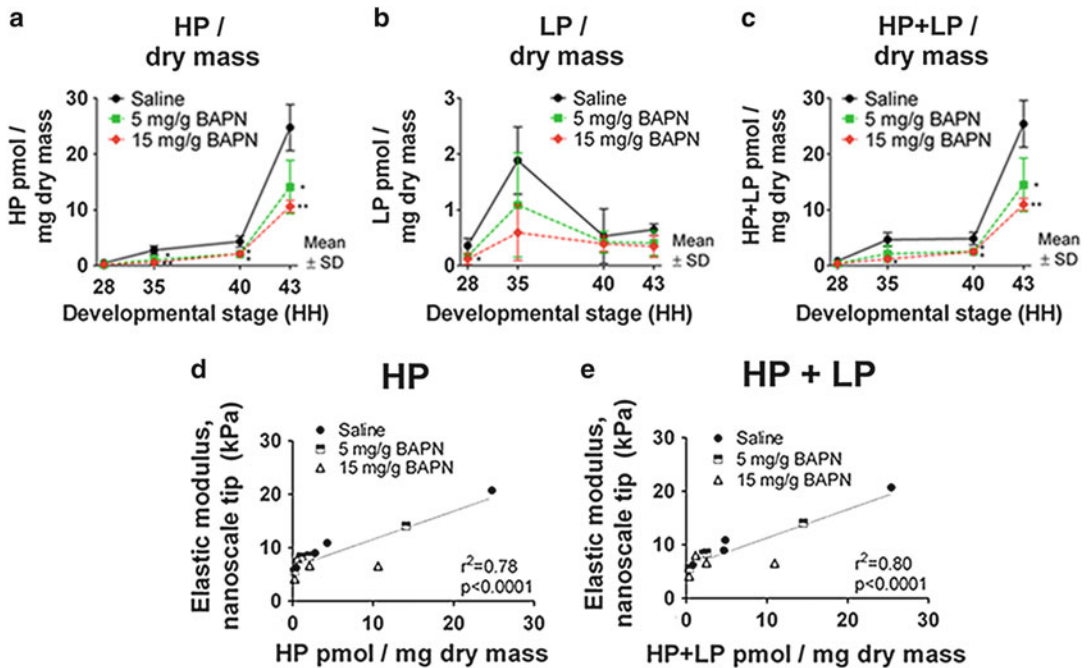 a
HP /
dry mass
Saline
5 mg/g BAPN
15 mg/g BAPN
HP pmol /
mg dry mass
30
20
10
0
28
35
40
43
*
**
*
*
**
Mean
± SD
Developmental stage (HH)
b
LP /
dry mass
Saline
5 mg/g BAPN
15 mg/g BAPN
LP pmol /
mg dry mass
3
2
1
0
28
35
40
43
*
Mean
± SD
Developmental stage (HH)
c
HP+LP /
dry mass
Saline
5 mg/g BAPN
15 mg/g BAPN
HP+LP pmol /
mg dry mass
30
20
10
0
28
35
40
43
*
*
*
**
Mean
± SD
Developmental stage (HH)
d
HP
Saline
5 mg/g BAPN
15 mg/g BAPN
Elastic modulus,
nanoscale tip (kPa)
30
20
10
0
0
10
20
30
r²=0.78
p<0.0001
HP pmol / mg dry mass
e
HP + LP
Saline
5 mg/g BAPN
15 mg/g BAPN
Elastic modulus,
nanoscale tip (kPa)
30
20
10
0
0
10
20
30
r²=0.80
p<0.0001
HP+LP pmol / mg dry mass